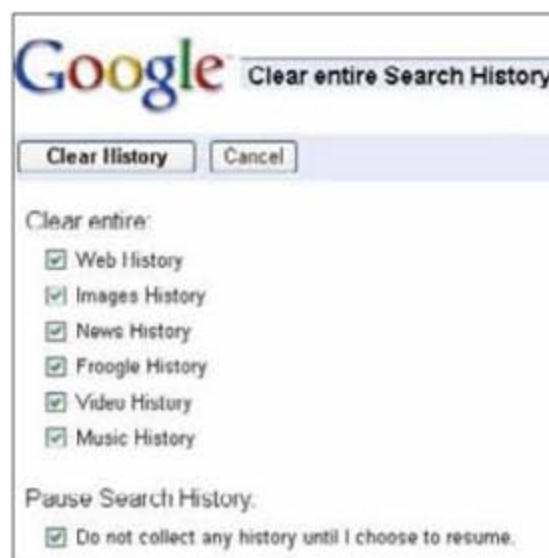 Google Clear entire Search History
Clear History Cancel
Clear entire:
Web History
Images History
News History
Froogle History
Video History
Music History
Pause Search History:
Do not collect any history until I choose to resume.